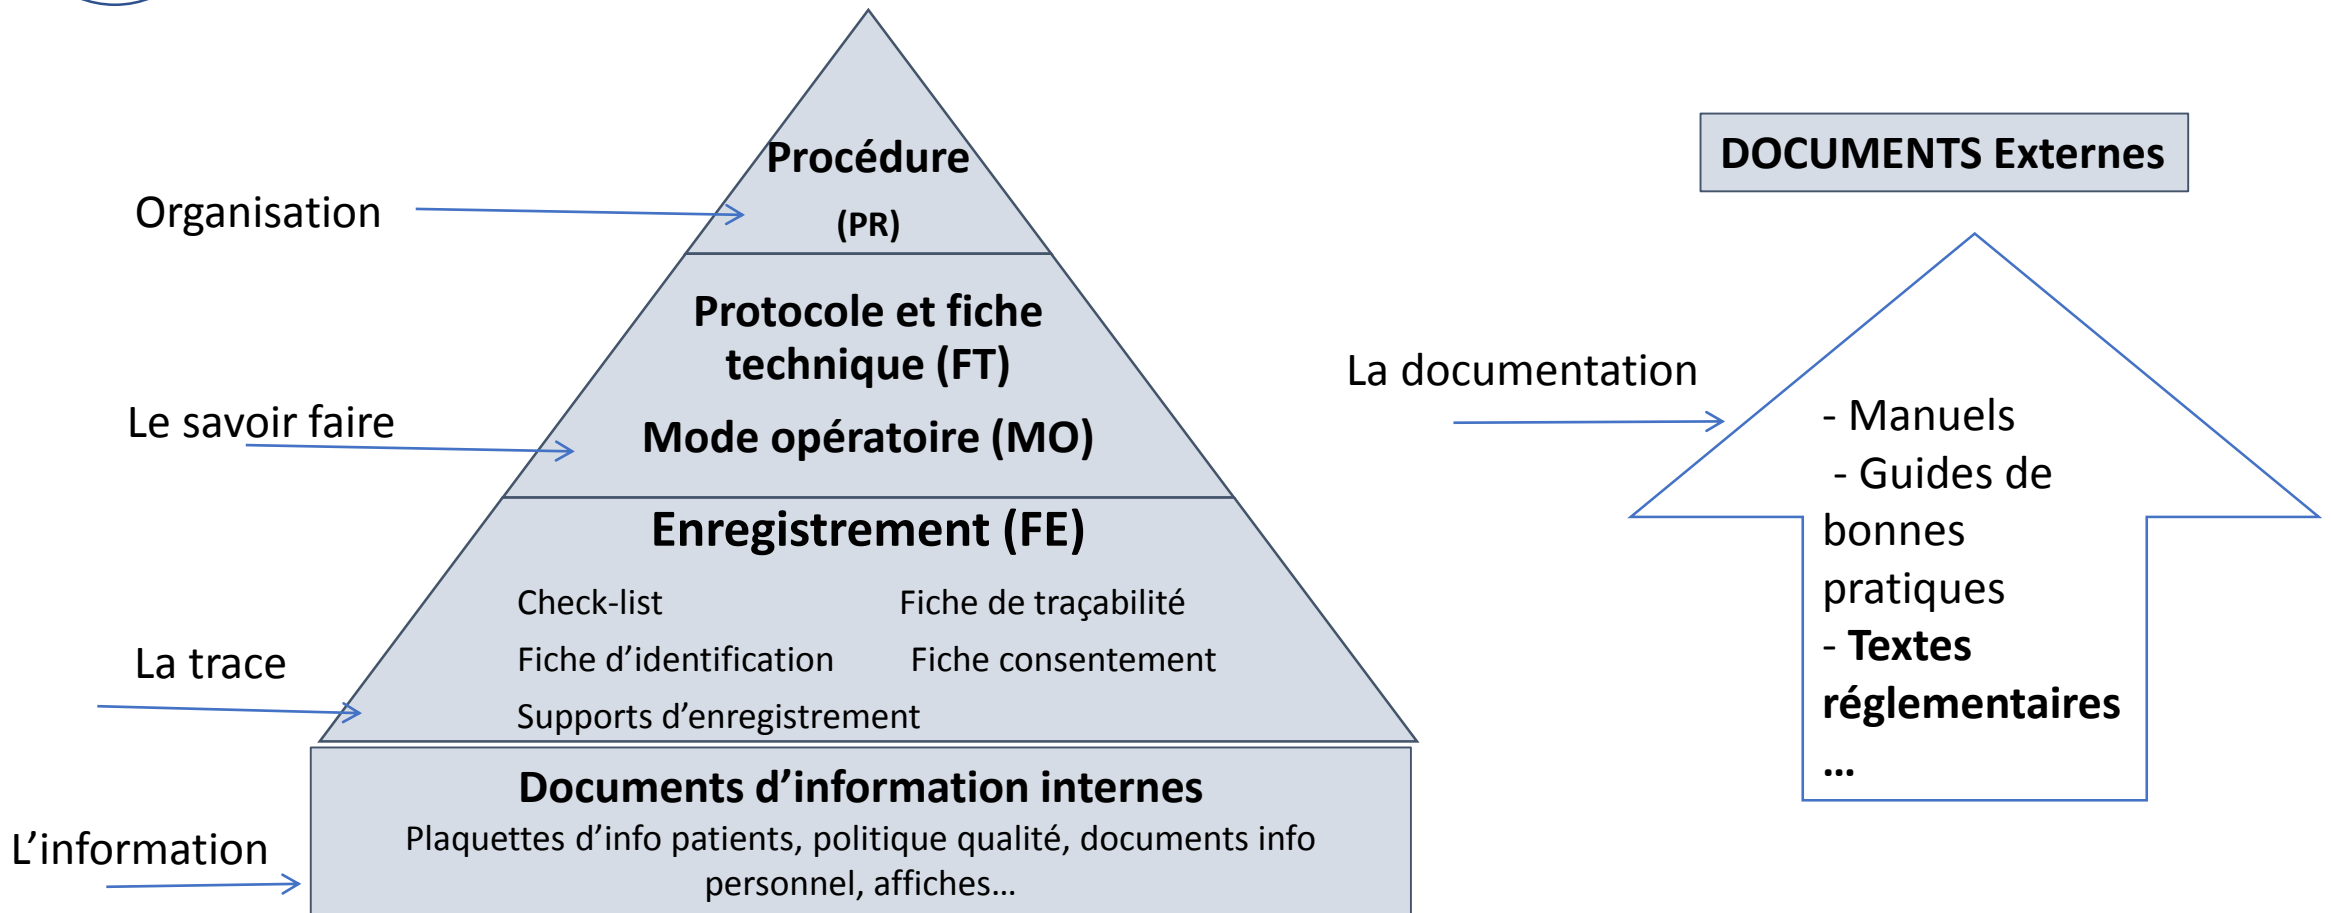 Procédure
(PR)
Organisation
Protocole et fiche
technique (FT)
Mode opératoire (MO)
Le savoir faire
Enregistrement (FE)
Check-list
Fiche de traçabilité
Fiche d’identification
Fiche consentement
Supports d’enregistrement
La trace
Documents d’information internes
Plaquettes d’info patients, politique qualité, documents info
personnel, affiches…
L’information
DOCUMENTS Externes
La documentation
- Manuels
- Guides de
bonnes
pratiques
- Textes
réglementaires
…